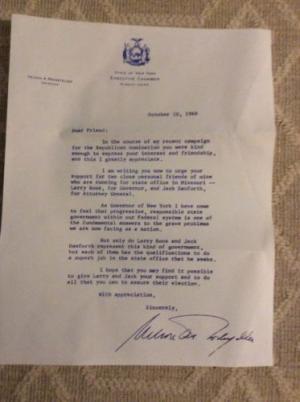 STATE OF NEW YORK
EXECUTIVE CHAMBER
ALBANY 12224
NELSON A. ROCKEFELLER
GOVERNOR
October 10, 1968
Dear Friend:
In the course of my recent campaign
for the Republican nomination you were kind
enough to express your interest and friendship,
and this I greatly appreciate.
I am writing you now to urge your
support for two close personal friends of mine
who are running for state office in Missouri --
Larry Roos, for Governor, and Jack Danforth,
for Attorney General.
As Governor of New York I have come
to feel that progressive, responsible state
government within our Federal system is one of
the fundamental answers to the grave problems
we are now facing as a nation.
Not only do Larry Roos and Jack
Danforth represent this kind of government,
but each of them has the qualifications to do
a superb job in the state office that he seeks.
I hope that you may find it possible
to give Larry and Jack your support and to do
all that you can to assure their election.
With appreciation,
Sincerely,
Nelson A. Rockefeller